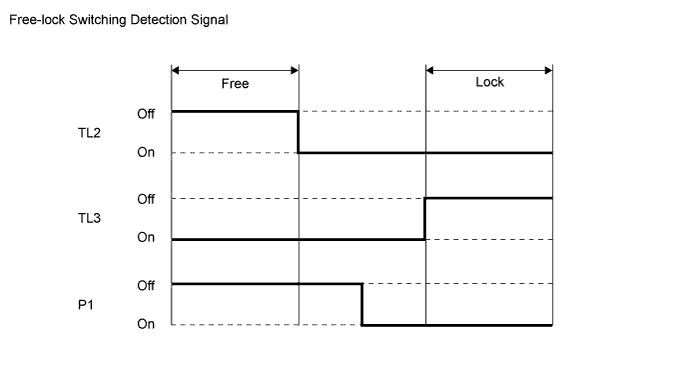 Free-lock Switching Detection Signal
Free
Lock
Off
TL2
On
Off
TL3
On
Off
P1
On